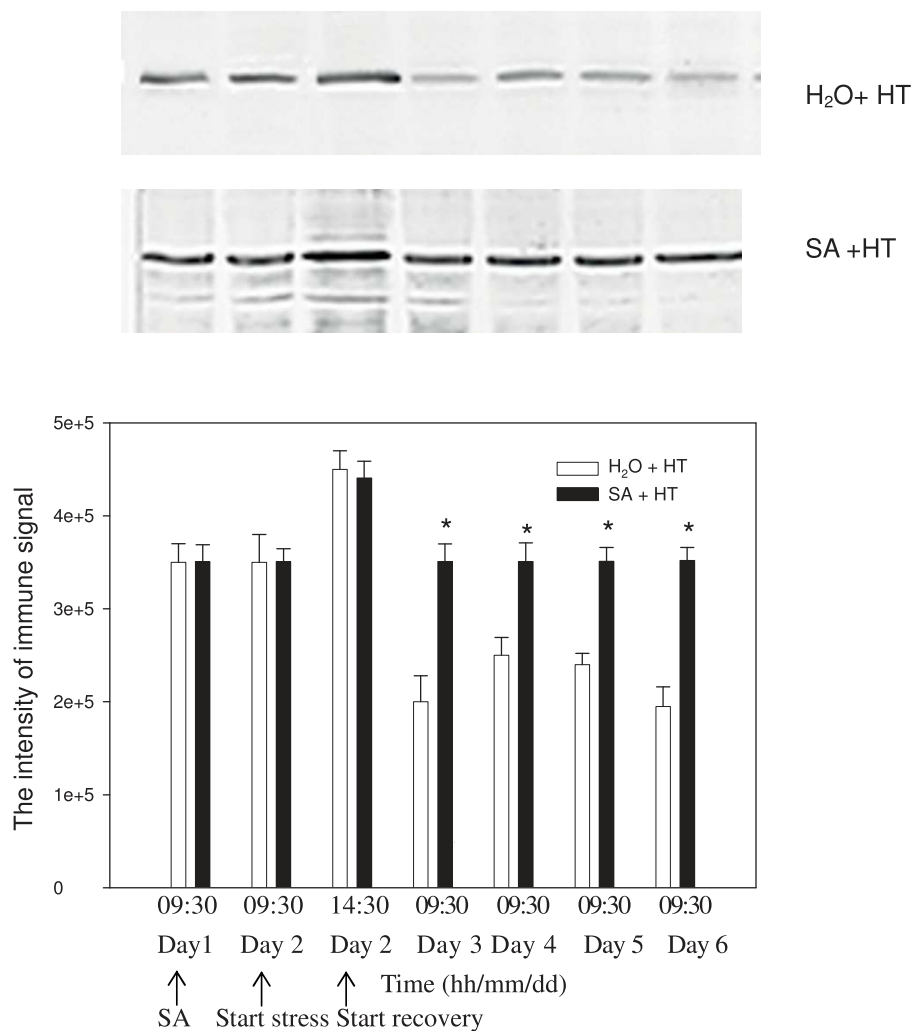 H₂O+ HT
SA +HT
The intensity of immune signal
5e+5
4e+5
3e+5
2e+5
1e+5
0
H₂O + HT
SA + HT
* * * *
09:30 09:30 14:30 09:30 09:30 09:30 09:30
Day1 Day 2 Day 2 Day 3 Day 4 Day 5 Day 6
Time (hh/mm/dd)
SA Start stress Start recovery